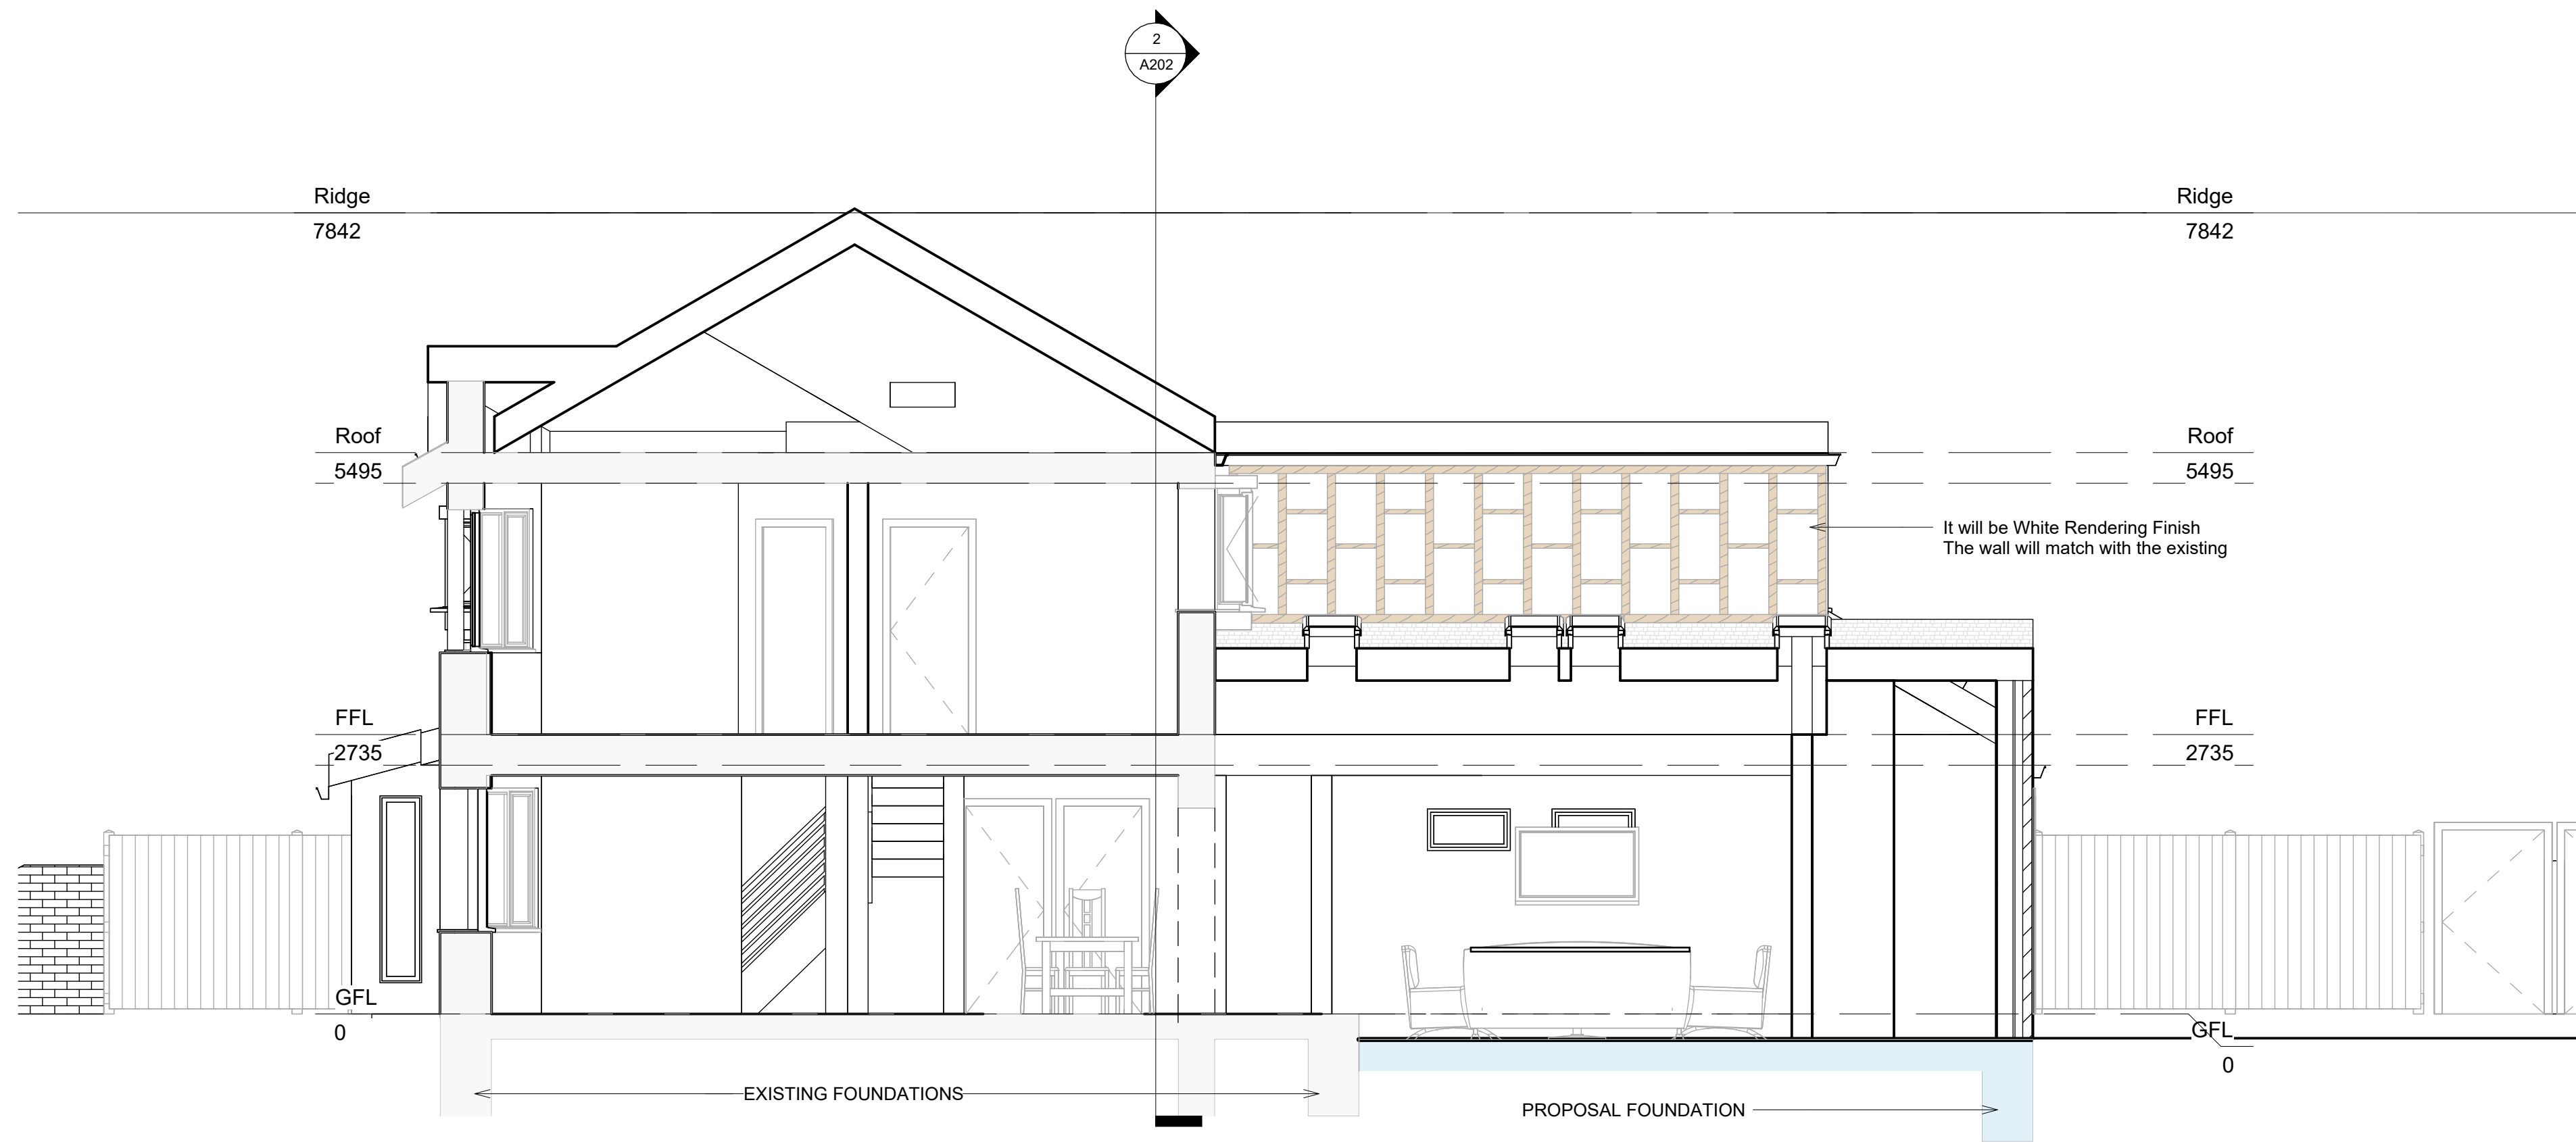 2
A202
Ridge
Ridge
7842
7842
Roof
Roof
5495
5495
It will be White Rendering Finish
The wall will match with the existing
FFL
FFL
2735
2735
GFL
0
GFL
0
EXISTING FOUNDATIONS
PROPOSAL FOUNDATION